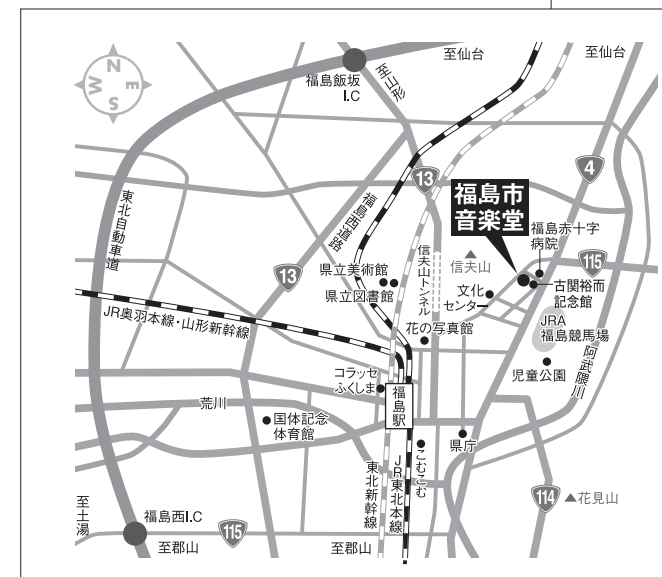 N
E
S
W
至仙台
至仙台
福島飯坂
I.C
至山形
東北自動車道
福島西道路
13
4
福島市
音楽堂
福島赤十字
病院
115
信夫山トンネル
信夫山
県立美術館
県立図書館
13
文化
センター
古関裕而
記念館
花の写真館
JRA
福島競馬場
阿武隈川
JR奥羽本線・山形新幹線
児童公園
コラッセ
ふくしま
福島駅
荒川
国体記念
体育館
こむこむ
県庁
東北新幹線
JR東北本線
114
花見山
至土湯
福島西I.C
115
至郡山
至郡山